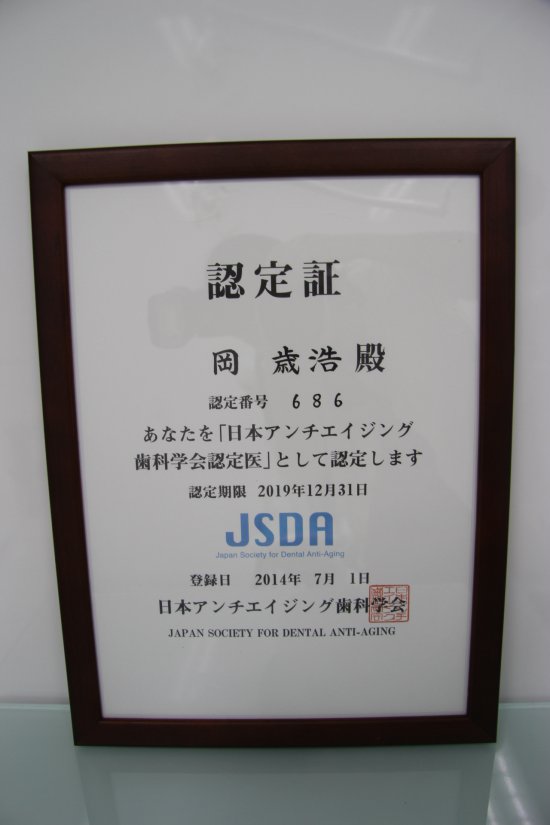 認定証
岡 歳浩 殿
認定番号 686
あなたを「日本アンチエイジング
歯科学会認定医」として認定します
認定期限 2019年12月31日
JSDA
Japan Society for Dental Anti-Aging
登録日 2014年 7月 1日
日本アンチエイジング歯科学会
JAPAN SOCIETY FOR DENTAL ANTI-AGING